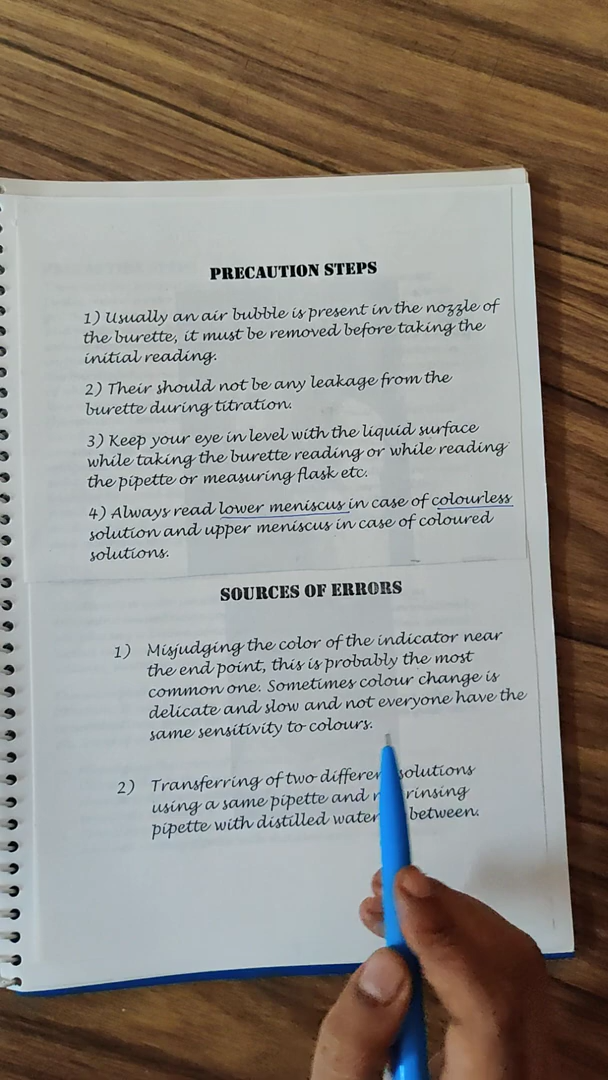 PRECAUTION STEPS
1) Usually an air bubble is present in the nozzle of
the burette, it must be removed before taking the
initial reading.
2) Their should not be any leakage from the
burette during titration.
3) Keep your eye in level with the liquid surface
while taking the burette reading or while reading
the pipette or measuring flask etc.
4) Always read lower meniscus in case of colourless
solution and upper meniscus in case of coloured
solutions.
SOURCES OF ERRORS
1) Misjudging the color of the indicator near
the end point, this is probably the most
common one. Sometimes colour change is
delicate and slow and not everyone have the
same sensitivity to colours.
2) Transferring of two different solutions
using a same pipette and rinsing
pipette with distilled water between.